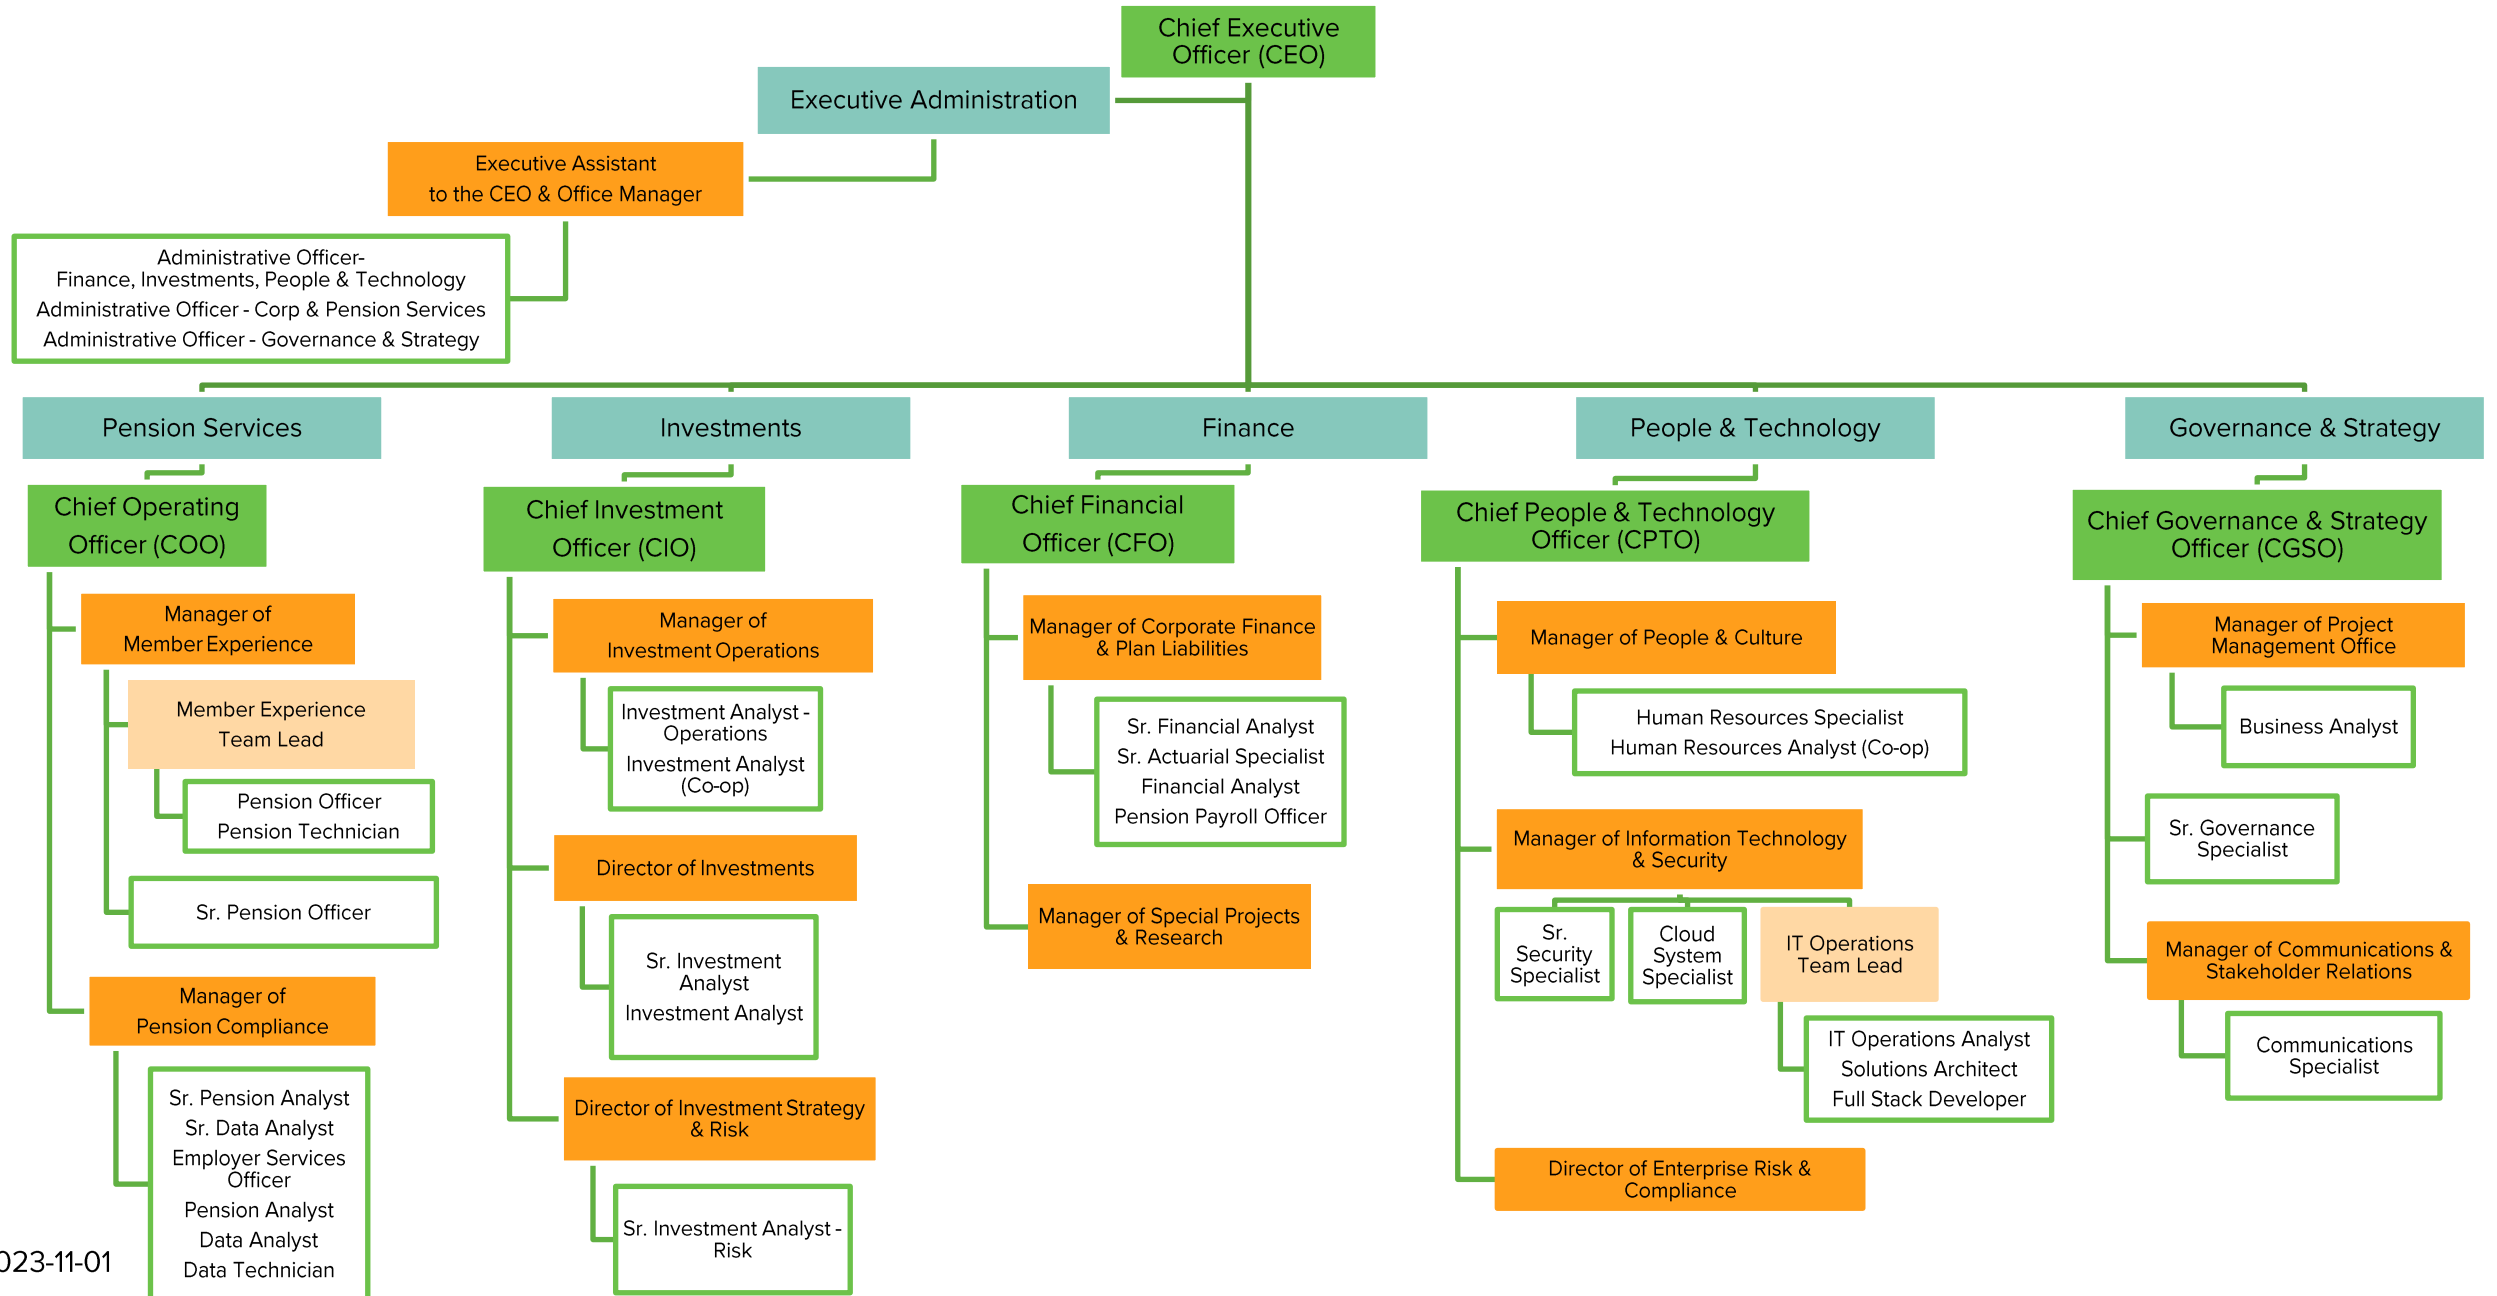 Chief Executive
Officer (CEO)
Executive Administration
Executive Assistant
to the CEO & Office Manager
Administrative Officer-
Finance, Investments, People & Technology
Administrative Officer - Corp & Pension Services
Administrative Officer - Governance & Strategy
Pension Services
Chief Operating
Officer (COO)
Manager of
Member Experience
Member Experience
Team Lead
Pension Officer
Pension Technician
Sr. Pension Officer
Manager of
Pension Compliance
Sr. Pension Analyst
Sr. Data Analyst
Employer Services
Officer
Pension Analyst
Data Analyst
Data Technician
Investments
Chief Investment
Officer (CIO)
Manager of
Investment Operations
Investment Analyst -
Operations
Investment Analyst
(Co-op)
Director of Investments
Sr. Investment
Analyst
Investment Analyst
Director of Investment Strategy
& Risk
Sr. Investment Analyst -
Risk
Finance
Chief Financial
Officer (CFO)
Manager of Corporate Finance
& Plan Liabilities
Sr. Financial Analyst
Sr. Actuarial Specialist
Financial Analyst
Pension Payroll Officer
Manager of Special Projects
& Research
People & Technology
Chief People & Technology
Officer (CPTO)
Manager of People & Culture
Human Resources Specialist
Human Resources Analyst (Co-op)
Manager of Information Technology
& Security
Sr.
Security
Specialist
Cloud
System
Specialist
IT Operations
Team Lead
IT Operations Analyst
Solutions Architect
Full Stack Developer
Director of Enterprise Risk &
Compliance
Governance & Strategy
Chief Governance & Strategy
Officer (CGSO)
Manager of Project
Management Office
Business Analyst
Sr. Governance
Specialist
Manager of Communications &
Stakeholder Relations
Communications
Specialist
023-11-01